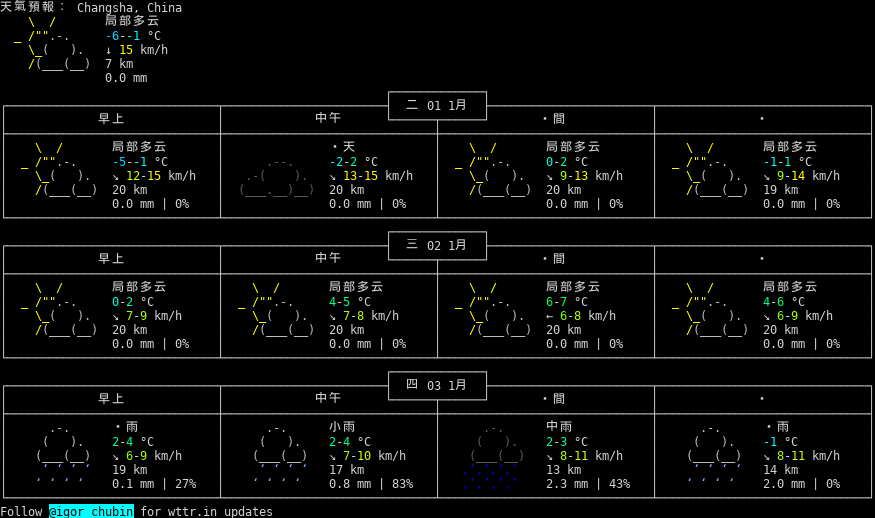 天氣預報： Changsha, China
局部多云
-6--1 °C
↓ 15 km/h
7 km
0.0 mm
二 01 1月
早上 中午 ・間 ・
局部多云 ・天 局部多云 局部多云
-5--1 °C -2-2 °C 0-2 °C -1-1 °C
↘ 12-15 km/h ↘ 13-15 km/h ↘ 9-13 km/h ↘ 9-14 km/h
20 km 20 km 20 km 19 km
0.0 mm | 0% 0.0 mm | 0% 0.0 mm | 0% 0.0 mm | 0%
三 02 1月
早上 中午 ・間 ・
局部多云 局部多云 局部多云 局部多云
0-2 °C 4-5 °C 6-7 °C 4-6 °C
↘ 7-9 km/h ↘ 7-8 km/h ← 6-8 km/h ↘ 6-9 km/h
20 km 20 km 20 km 20 km
0.0 mm | 0% 0.0 mm | 0% 0.0 mm | 0% 0.0 mm | 0%
四 03 1月
早上 中午 ・間 ・
・雨 小雨 中雨 ・雨
2-4 °C 2-4 °C 2-3 °C -1 °C
↘ 6-9 km/h ↘ 7-10 km/h ↘ 8-11 km/h ↘ 8-11 km/h
19 km 17 km 13 km 14 km
0.1 mm | 27% 0.8 mm | 83% 2.3 mm | 43% 2.0 mm | 0%
Follow @igor_chubin for wttr.in updates